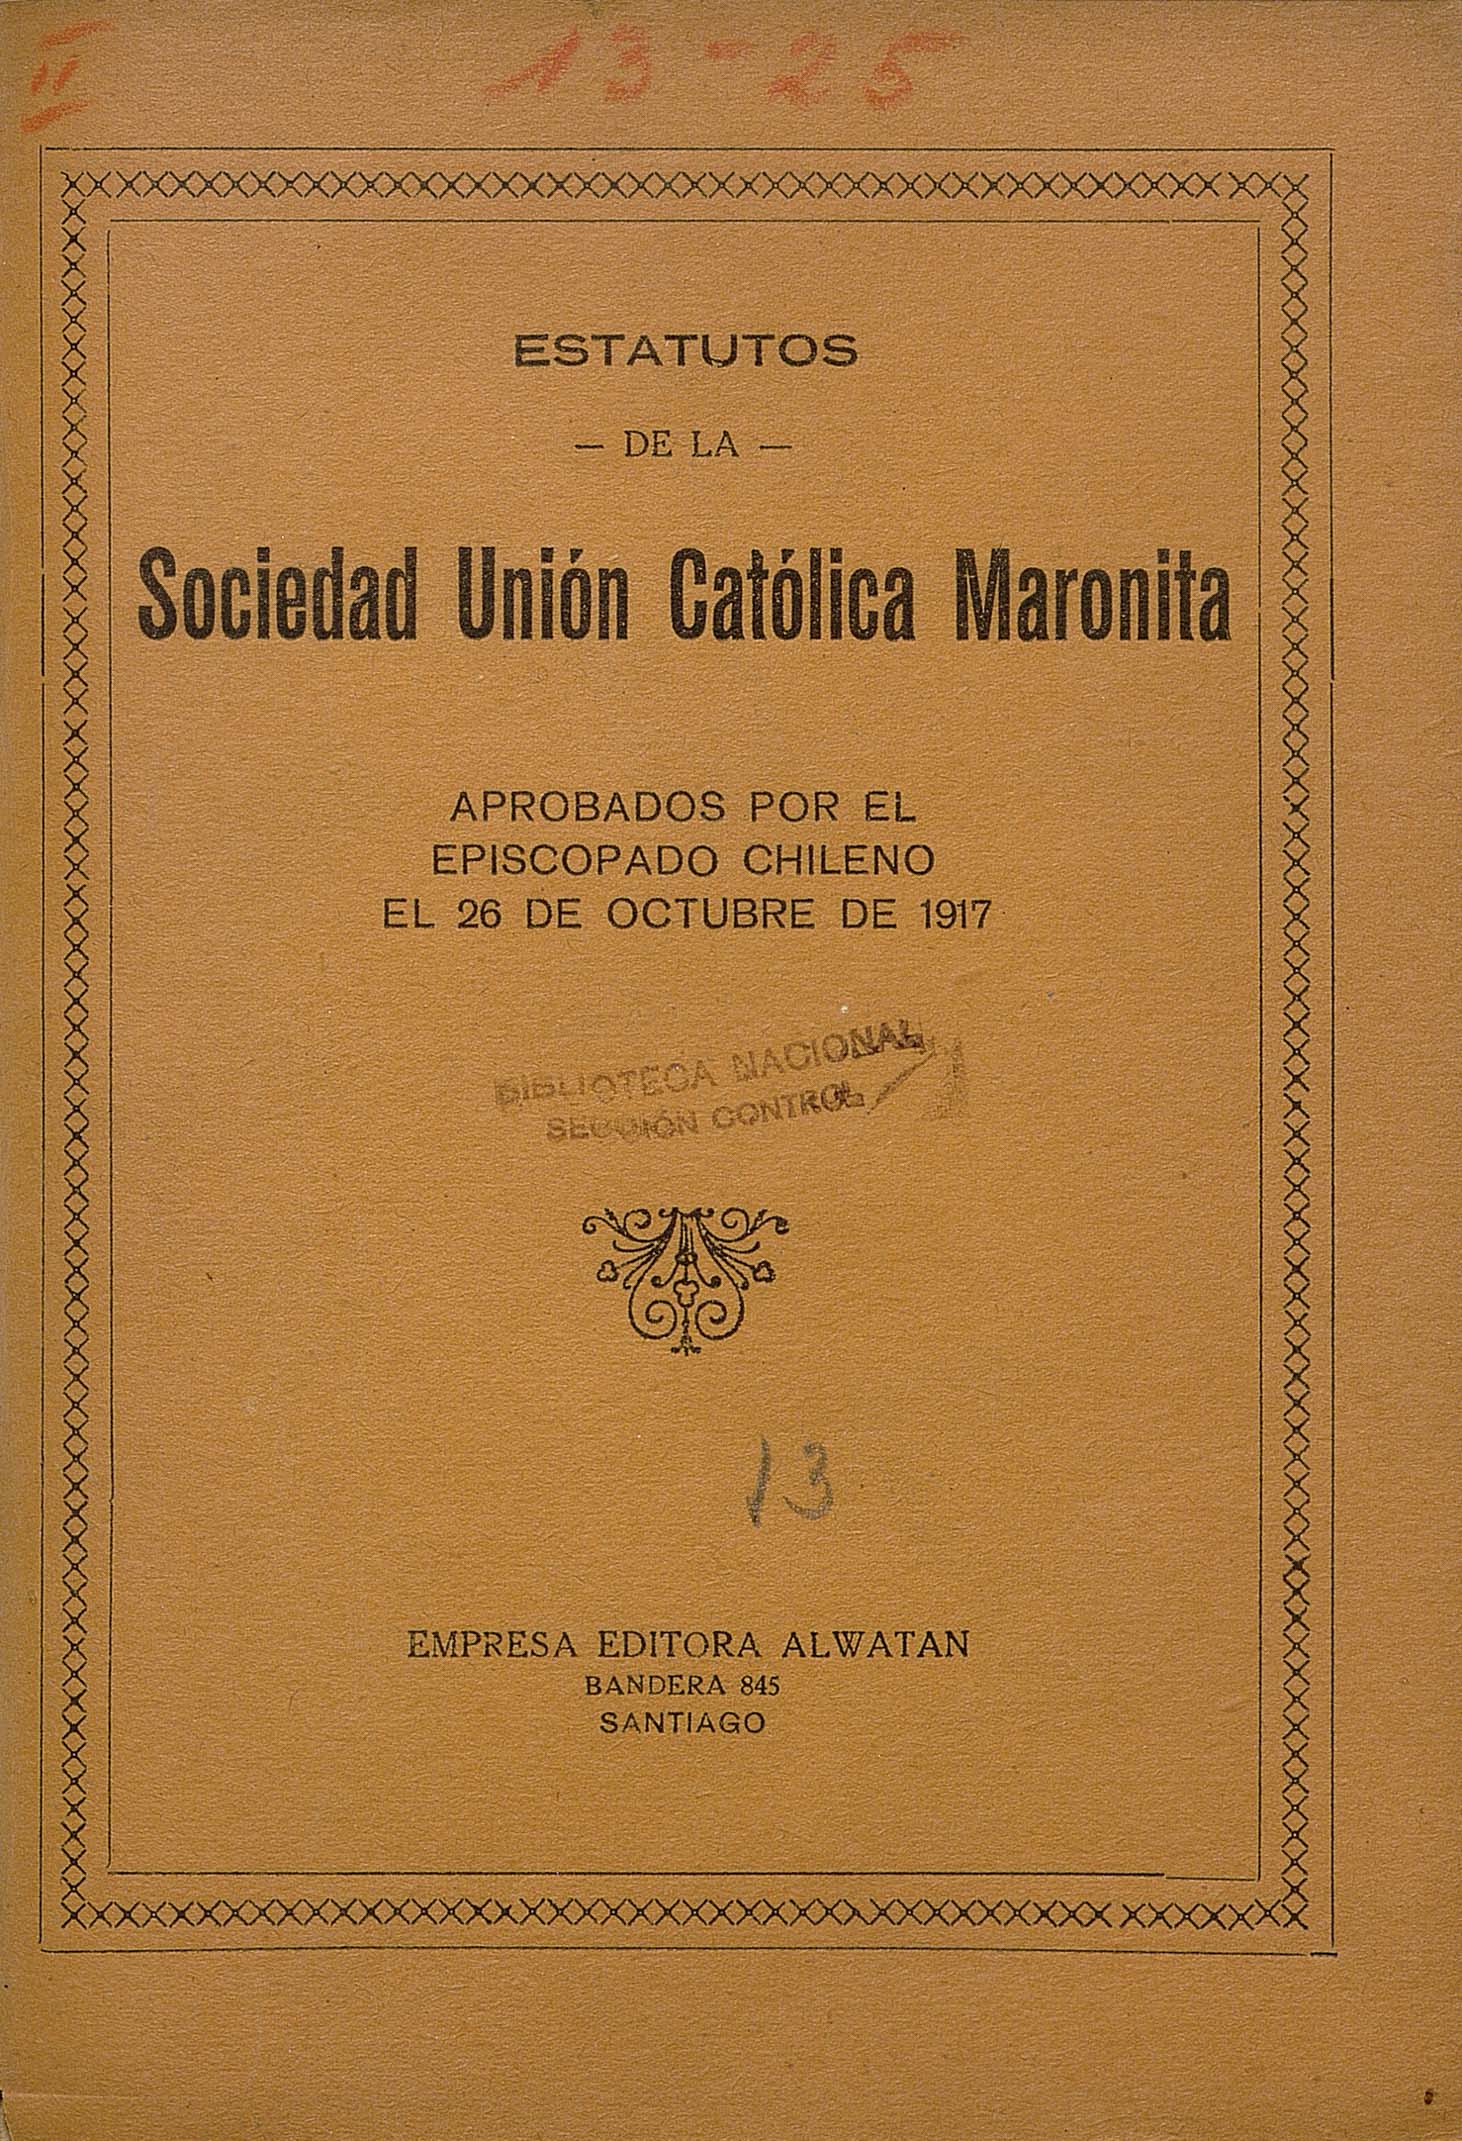 II 13-25
ESTATUTOS
— DE LA —
Sociedad Unión Católica Maronita
APROBADOS POR EL
EPISCOPADO CHILENO
EL 26 DE OCTUBRE DE 1917
BIBLIOTECA NACIONAL
SECCIÓN CONTROL
13
EMPRESA EDITORA ALWATAN
BANDERA 845
SANTIAGO